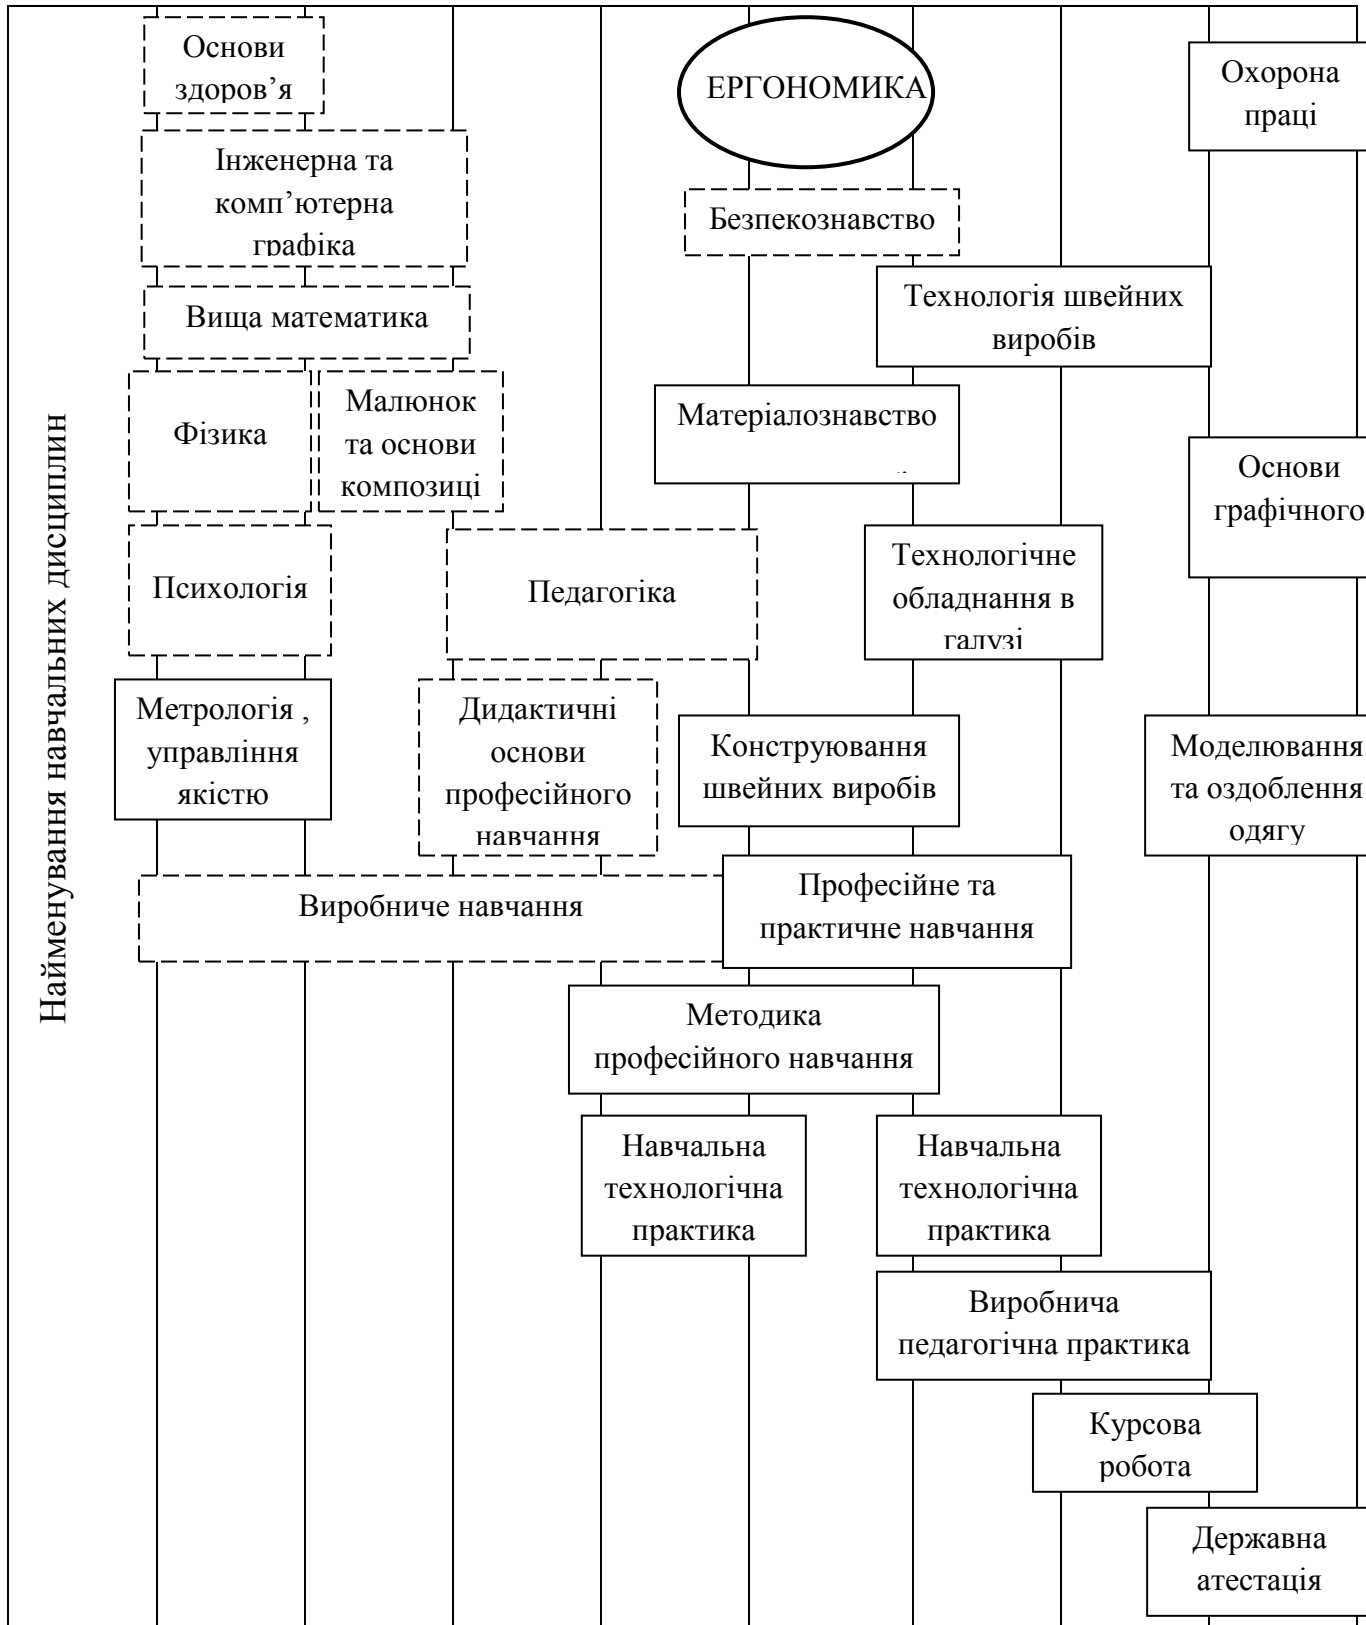 Найменування навчальних дисциплин
Основи
здоров’я
ЕРГОНОМИКА
Охорона
праці
Інженерна та
комп’ютерна
графіка
Безпекознавство
Технологія швейних
виробів
Вища математика
Фізика
Малюнок
та основи
композиці
Матеріалознавство
Основи
графічного
Психологія
Педагогіка
Технологічне
обладнання в
галузі
Метрологія ,
управління
якістю
Дидактичні
основи
професійного
навчання
Конструювання
швейних виробів
Моделювання
та оздоблення
одягу
Виробниче навчання
Професійне та
практичне навчання
Методика
професійного навчання
Навчальна
технологічна
практика
Навчальна
технологічна
практика
Виробнича
педагогічна практика
Курсова
робота
Державна
атестація